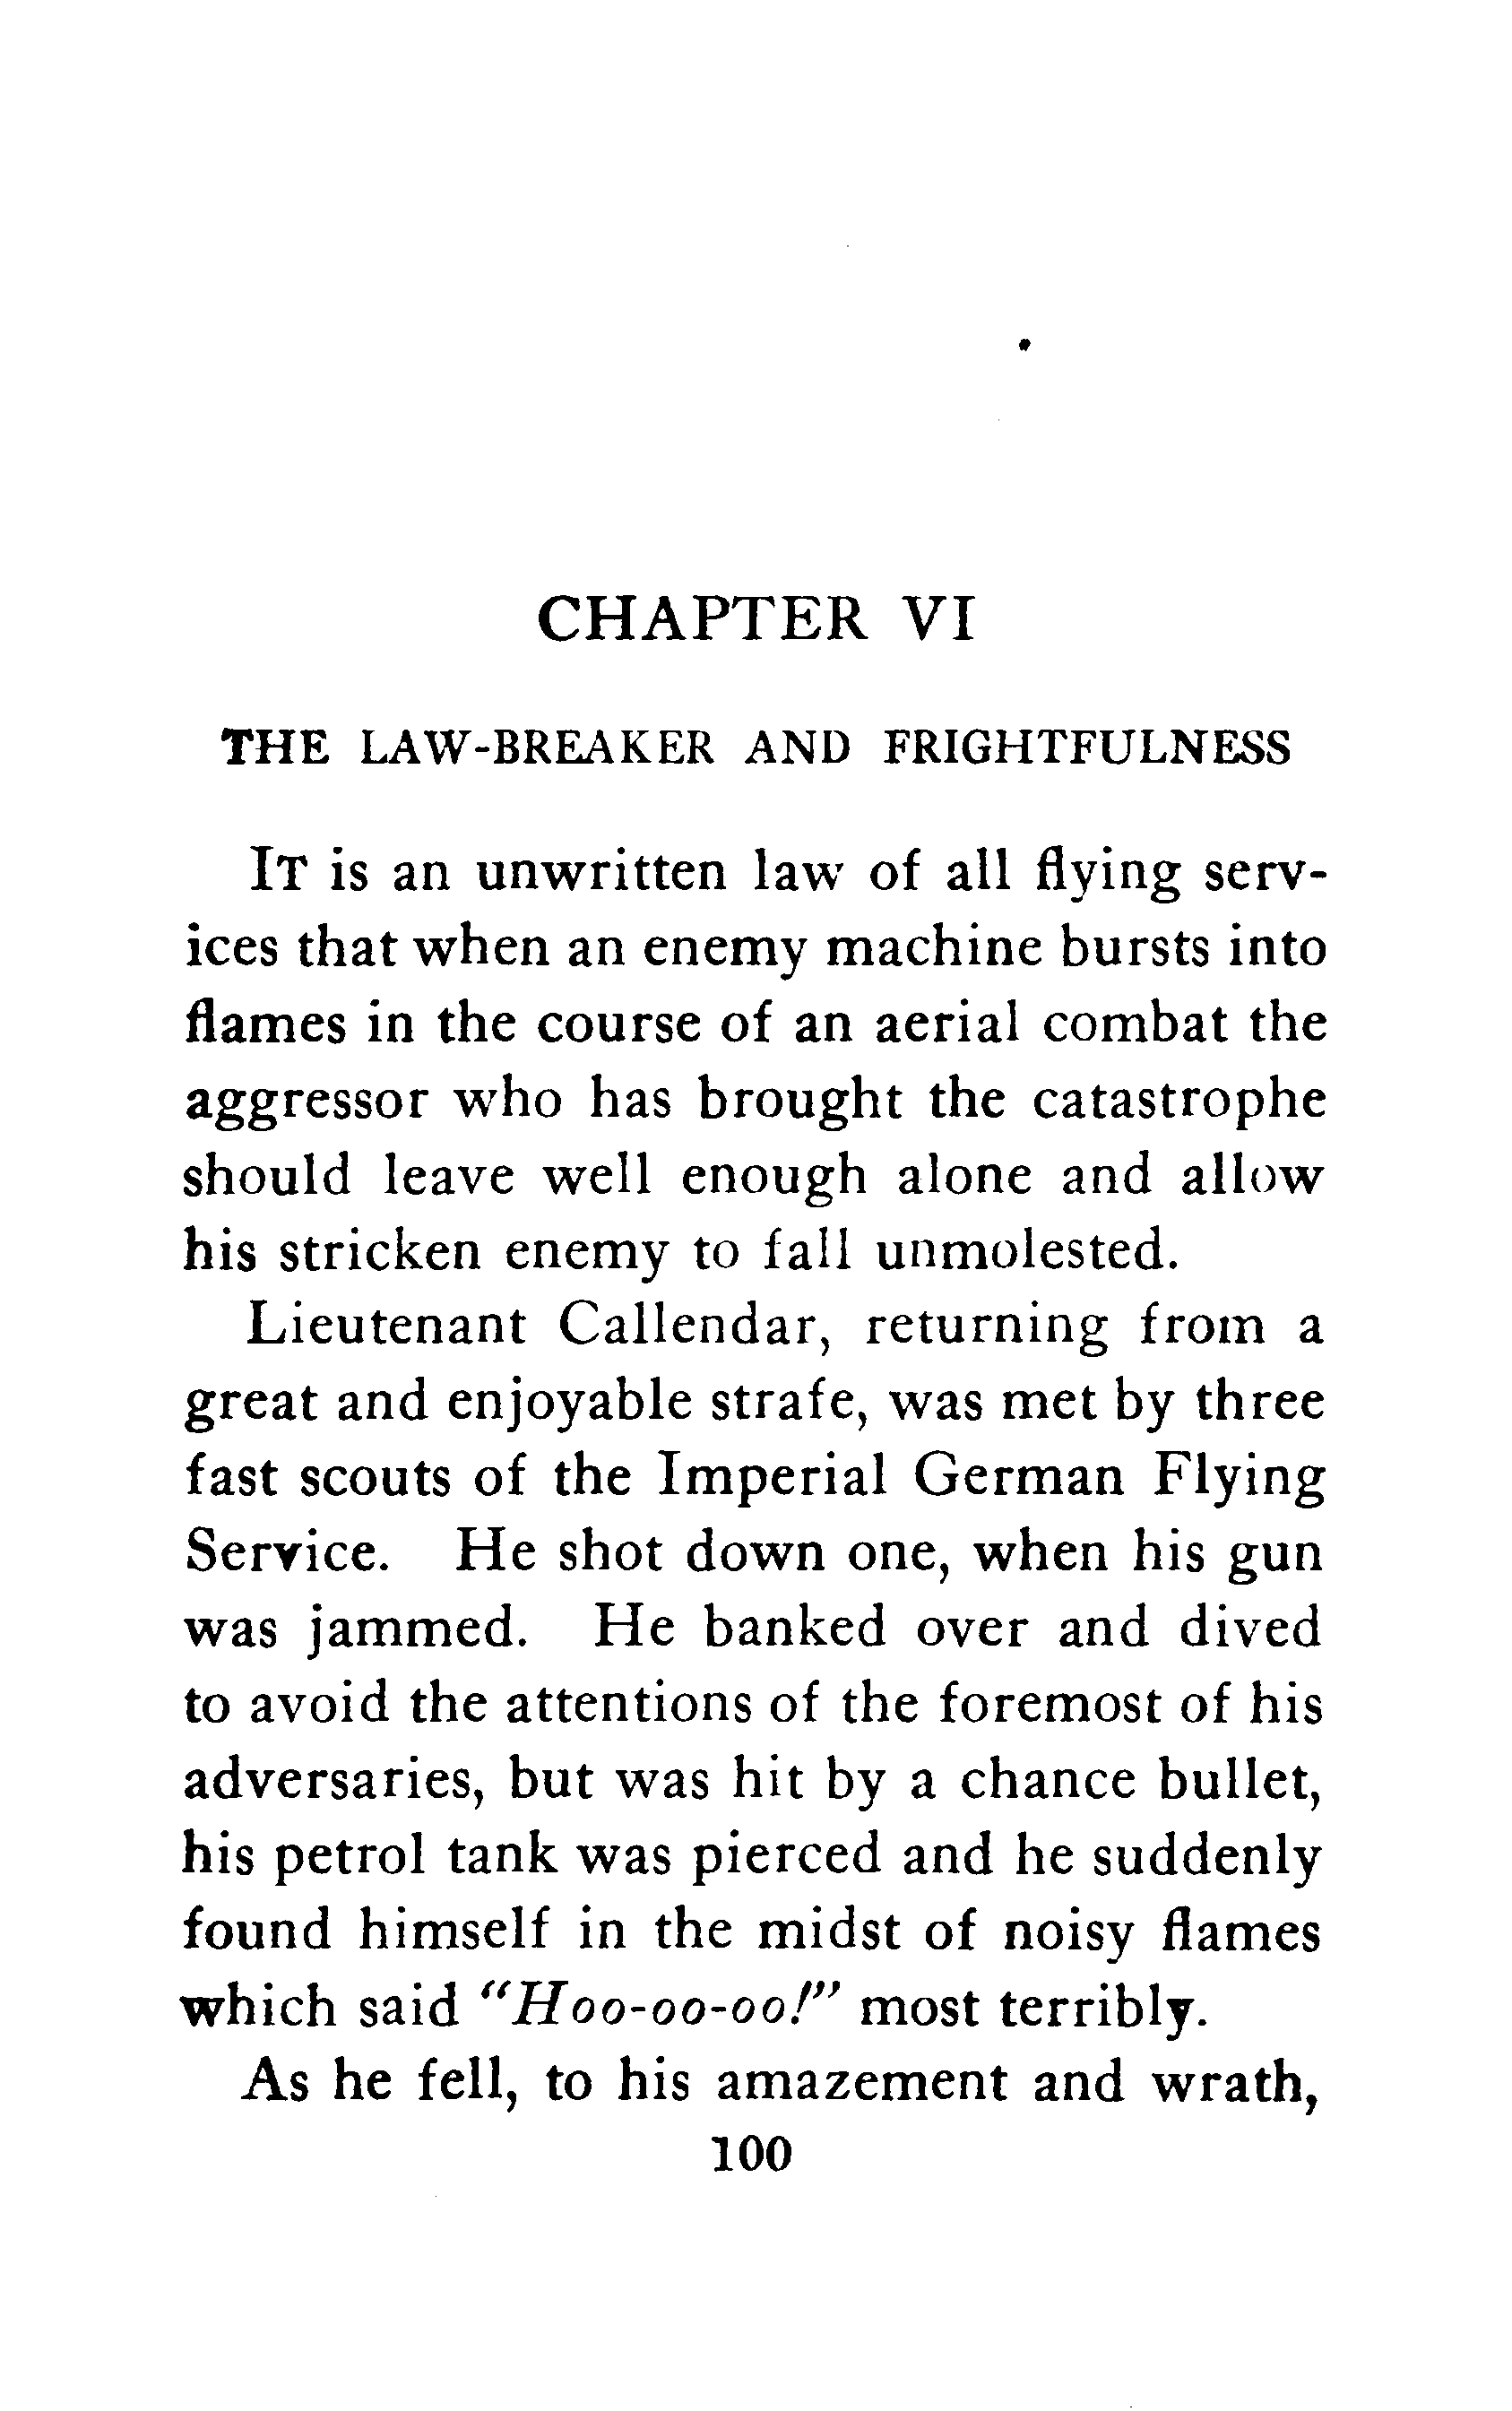 CHAPTER VI
THE LAW-BREAKER AND FRIGHTFULNESS
IT is an unwritten law of all flying serv-
ices that when an enemy machine bursts into
flames in the course of an aerial combat the
aggressor who has brought the catastrophe
should leave well enough alone and allow
his stricken enemy to fall unmolested.
Lieutenant Callendar, returning from a
great and enjoyable strafe, was met by three
fast scouts of the Imperial German Flying
Service. He shot down one, when his gun
was jammed. He banked over and dived
to avoid the attentions of the foremost of his
adversaries, but was hit by a chance bullet,
his petrol tank was pierced and he suddenly
found himself in the midst of noisy flames
which said "Hoo-oo-oo!" most terribly.
As he fell, to his amazement and wrath,
100